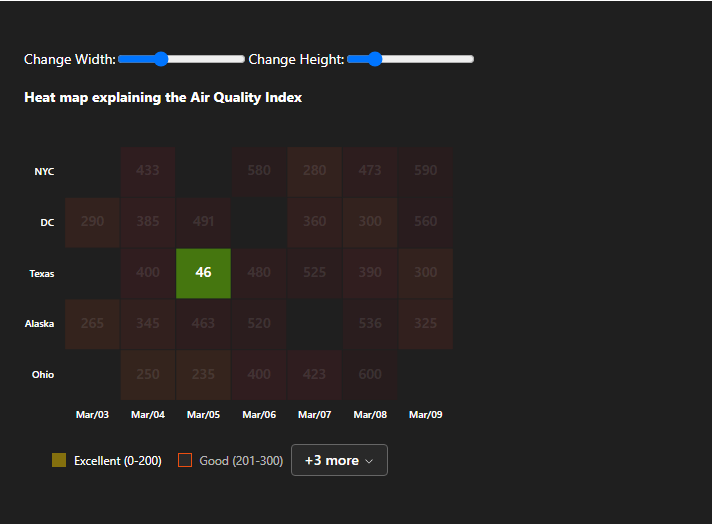 Change Width: Change Height:
Heat map explaining the Air Quality Index
NYC 433 580 280 473 590
DC 290 385 491 360 300 560
Texas 400 46 480 525 390 300
Alaska 265 345 463 520 536 325
Ohio 250 235 400 423 600
Mar/03 Mar/04 Mar/05 Mar/06 Mar/07 Mar/08 Mar/09
Excellent (0-200) Good (201-300) +3 more